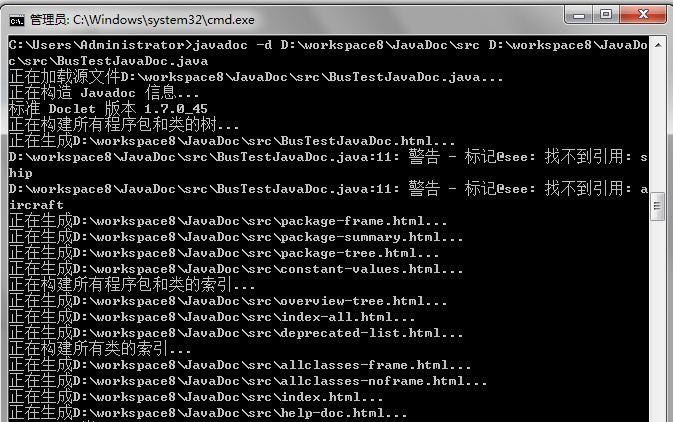 管理员: C:\Windows\system32\cmd.exe
C:\Users\Administrator>javadoc -d D:\workspace8\JavaDoc\src D:\workspace8\JavaDo
c\src\BusTestJavaDoc.java
正在加载源文件D:\workspace8\JavaDoc\src\BusTestJavaDoc.java...
正在构造 Javadoc 信息...
标准 Doclet 版本 1.7.0_45
正在构建所有程序包和类的树...
正在生成D:\workspace8\JavaDoc\src\BusTestJavaDoc.html...
D:\workspace8\JavaDoc\src\BusTestJavaDoc.java:11: 警告 - 标记@see: 找不到引用: s
hip
D:\workspace8\JavaDoc\src\BusTestJavaDoc.java:11: 警告 - 标记@see: 找不到引用: a
ircraft
正在生成D:\workspace8\JavaDoc\src\package-frame.html...
正在生成D:\workspace8\JavaDoc\src\package-summary.html...
正在生成D:\workspace8\JavaDoc\src\package-tree.html...
正在生成D:\workspace8\JavaDoc\src\constant-values.html...
正在构建所有程序包和类的索引...
正在生成D:\workspace8\JavaDoc\src\overview-tree.html...
正在生成D:\workspace8\JavaDoc\src\index-all.html...
正在生成D:\workspace8\JavaDoc\src\deprecated-list.html...
正在构建所有类的索引...
正在生成D:\workspace8\JavaDoc\src\allclasses-frame.html...
正在生成D:\workspace8\JavaDoc\src\allclasses-noframe.html...
正在生成D:\workspace8\JavaDoc\src\index.html...
正在生成D:\workspace8\JavaDoc\src\help-doc.html...